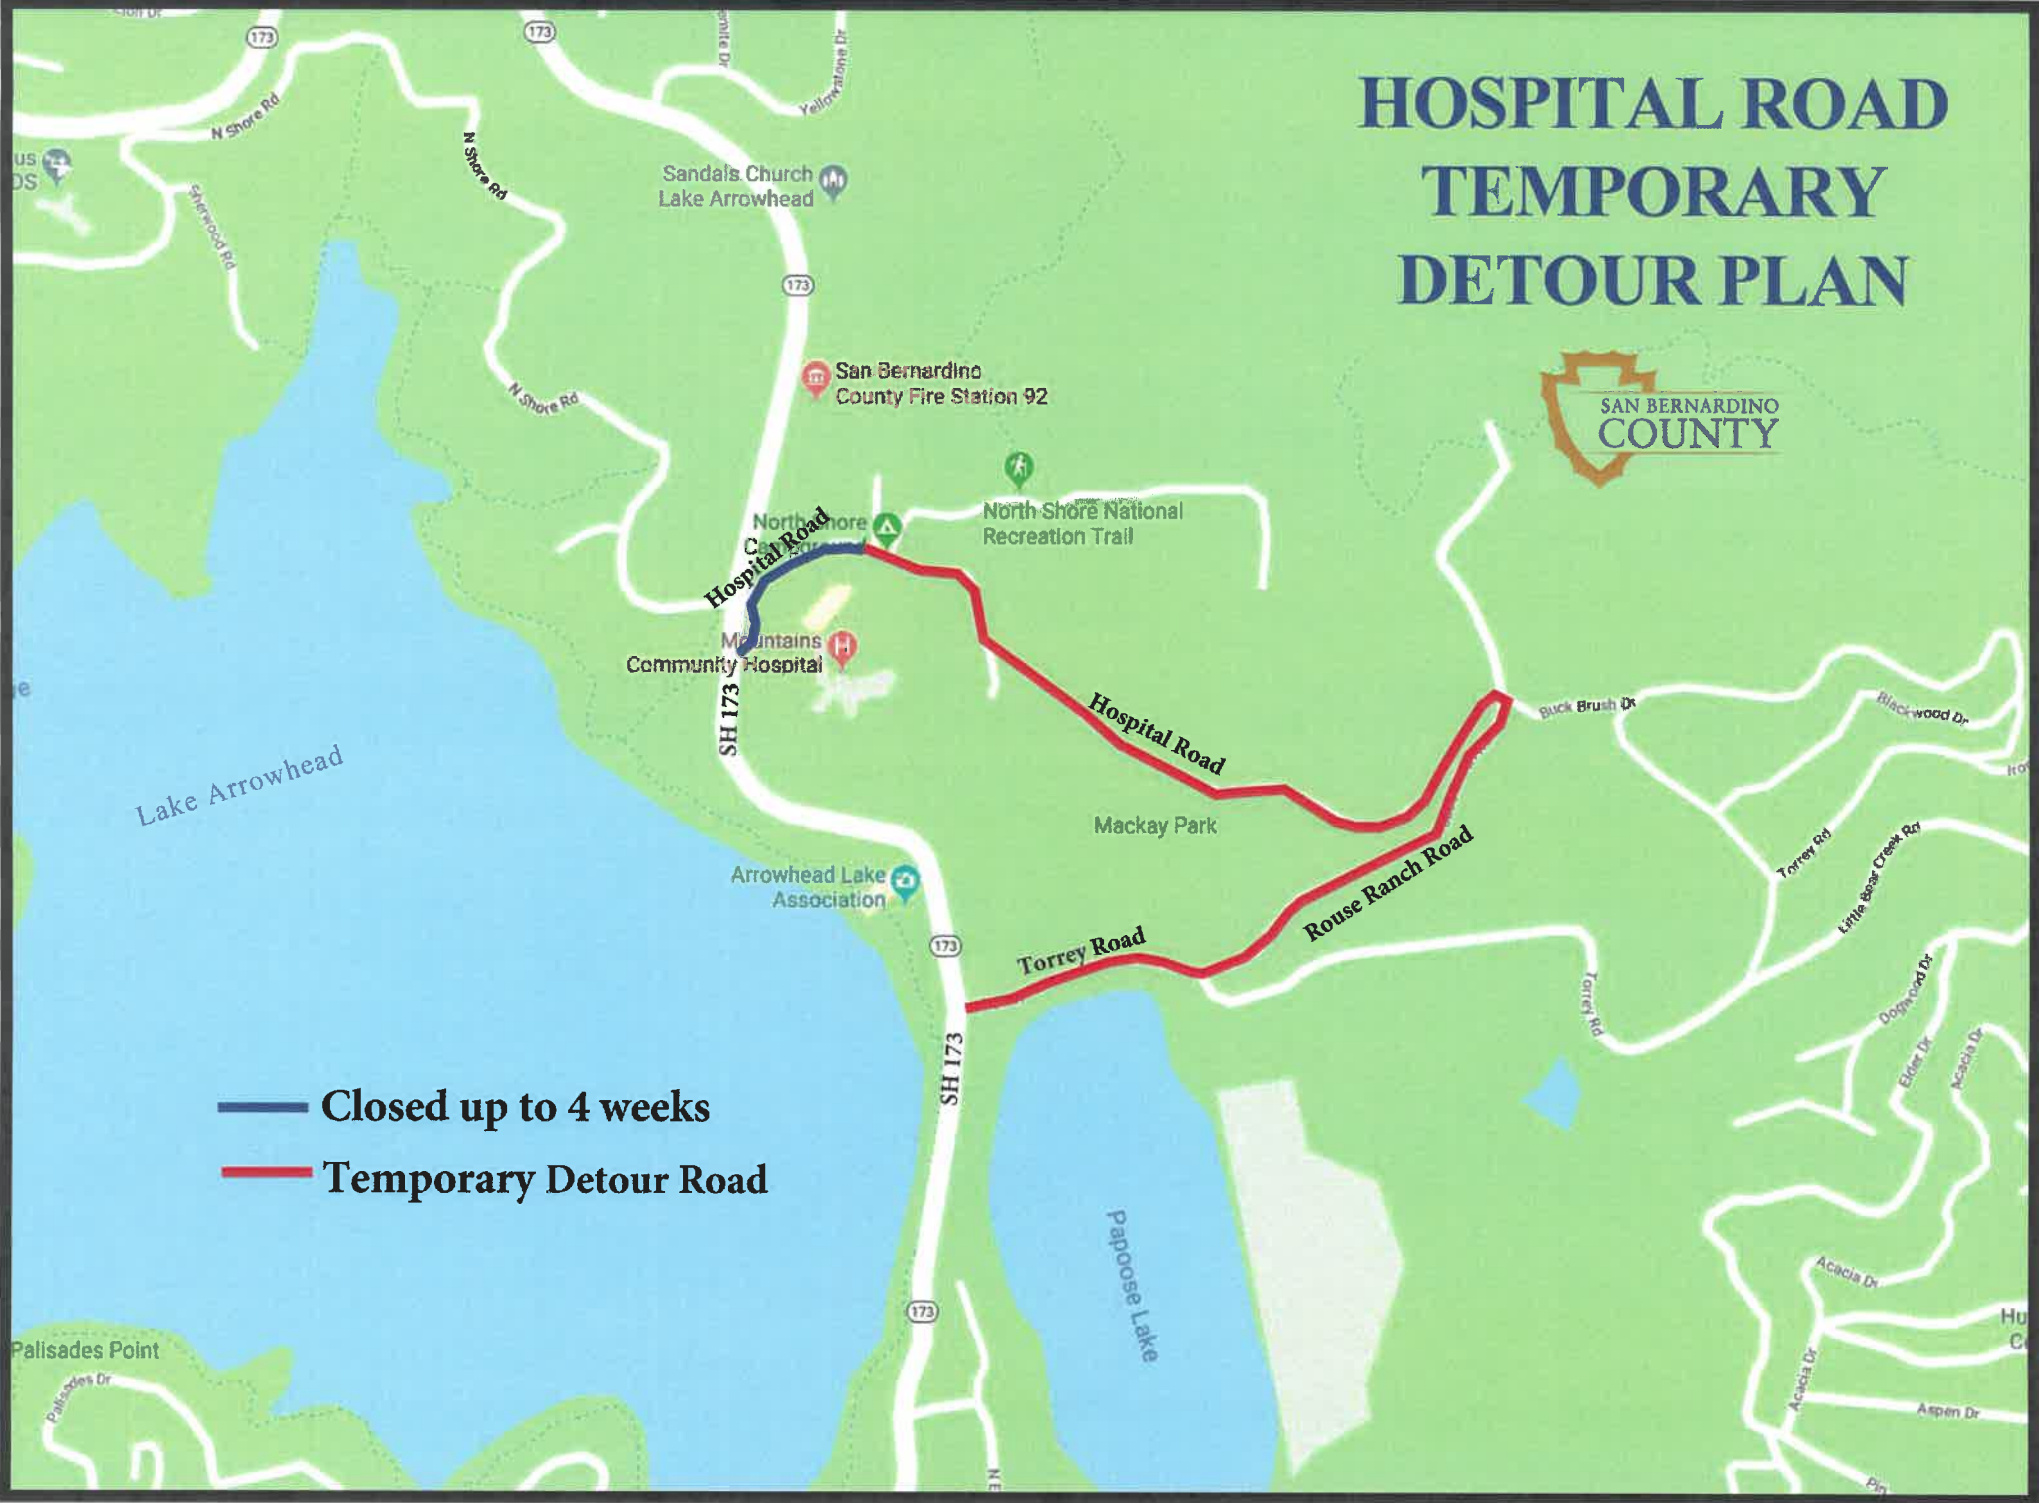 HOSPITAL ROAD
TEMPORARY
DETOUR PLAN
SAN BERNARDINO
COUNTY
173
173
N Shore Rd
N Shore Rd
Sherwood Rd
Yellowstone Dr
Sandals Church
Lake Arrowhead
173
San Bernardino
County Fire Station 92
N Shore Rd
North Shore
Hospital Road
North Shore National
Recreation Trail
Mountains
Community Hospital
SH 173
Hospital Road
Buck Brush Dr
Blackwood Dr
Lake Arrowhead
Mackay Park
Torrey Rd
Little Bear Creek Rd
Rouse Ranch Road
Arrowhead Lake
Association
173
Torrey Road
Torrey Rd
Dogwood Dr
Elder Dr
Acacia Dr
SH 173
Closed up to 4 weeks
Temporary Detour Road
Papoose Lake
173
Acacia Dr
Palisades Point
Palisades Dr
Acacia Dr
Aspen Dr